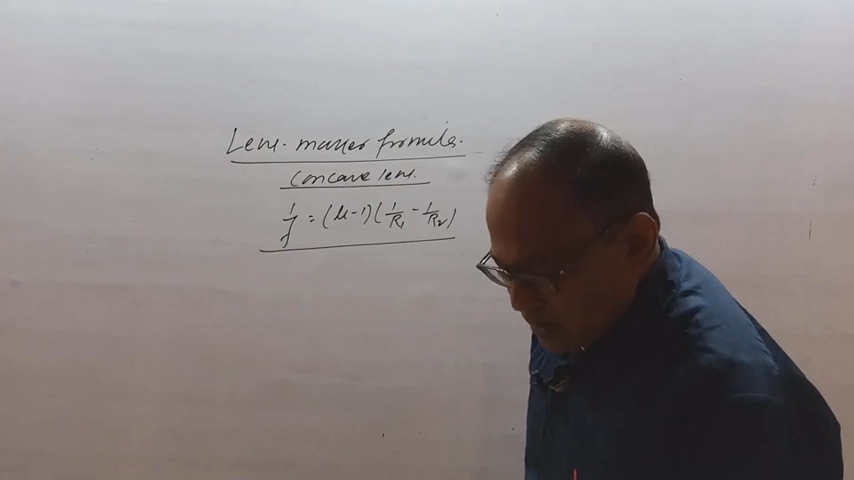 Lens maker formula.
Concave lens.
1/f = (μ-1)(1/R₁ - 1/R₂)